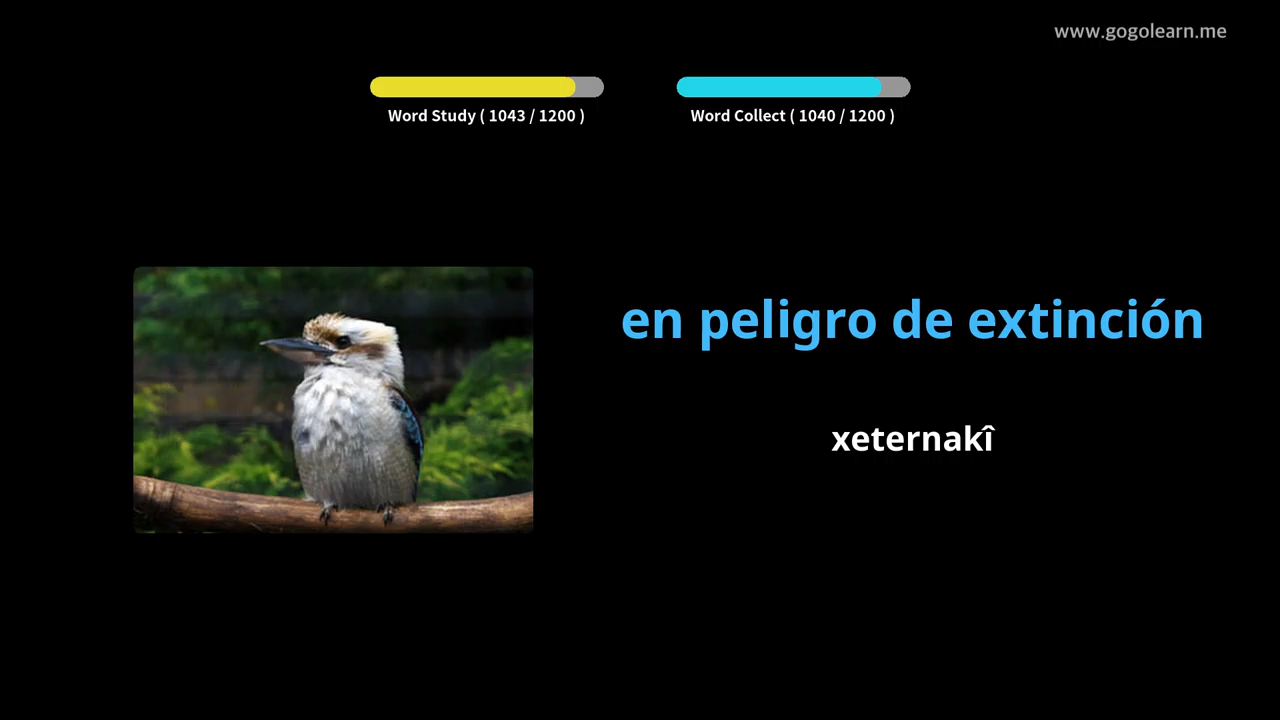 www.gogolearn.me
Word Study ( 1043 / 1200 )
Word Collect ( 1040 / 1200 )
en peligro de extinción
xeternakî